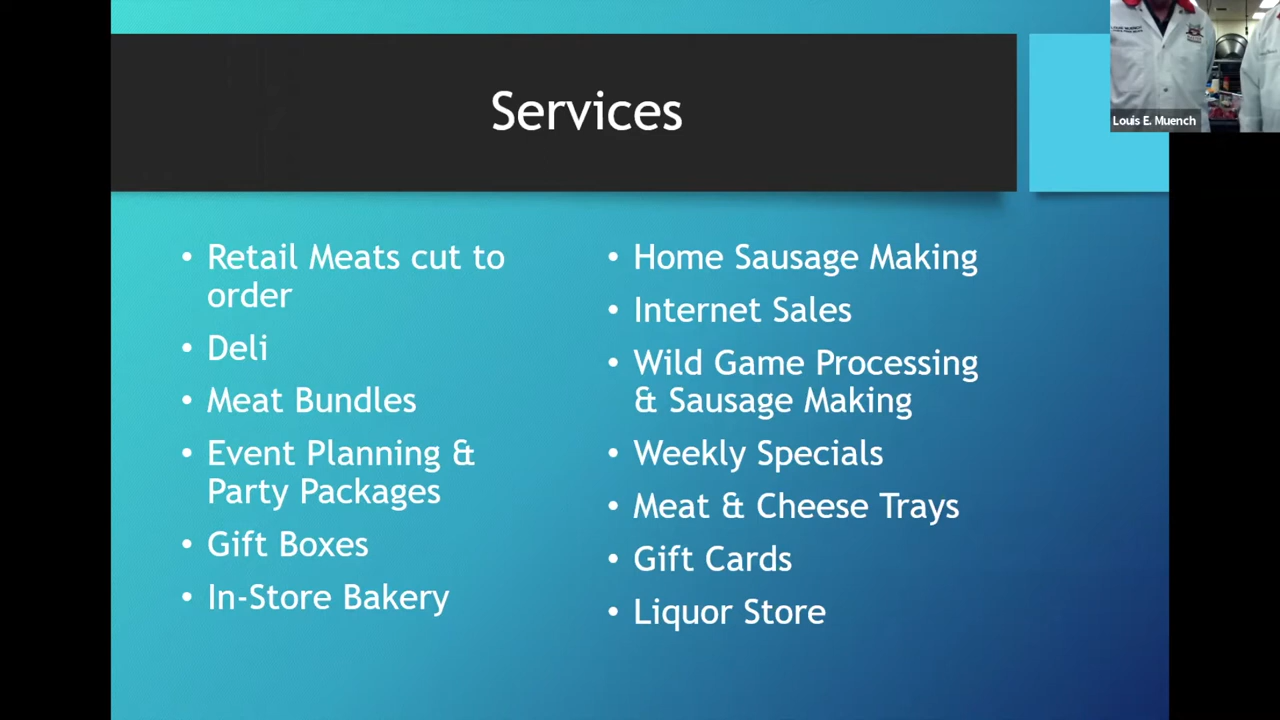 Services
Louis E. Muench
• Retail Meats cut to
order
• Deli
• Meat Bundles
• Event Planning &
Party Packages
• Gift Boxes
• In-Store Bakery
• Home Sausage Making
• Internet Sales
• Wild Game Processing
& Sausage Making
• Weekly Specials
• Meat & Cheese Trays
• Gift Cards
• Liquor Store